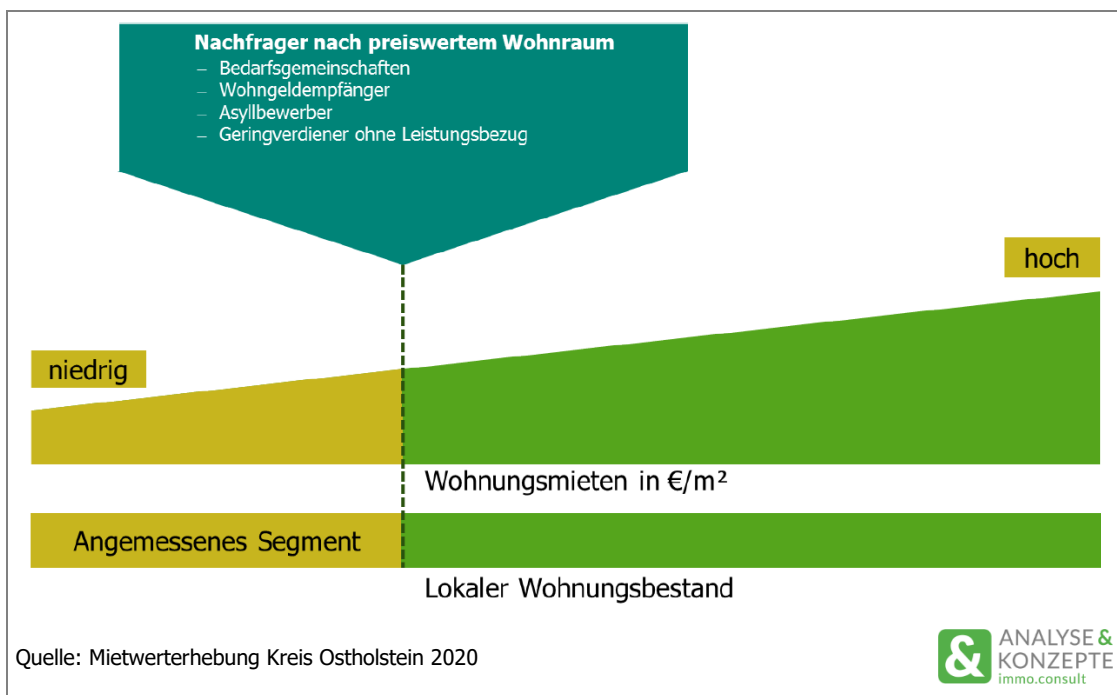 Nachfrager nach preiswertem Wohnraum
– Bedarfsgemeinschaften
– Wohngeldempfänger
– Asyllbewerber
– Geringverdiener ohne Leistungsbezug
hoch
niedrig
Wohnungsmieten in €/m²
Angemessenes Segment
Lokaler Wohnungsbestand
Quelle: Mietwerterhebung Kreis Ostholstein 2020
& ANALYSE &
KONZEPTE
immo.consult